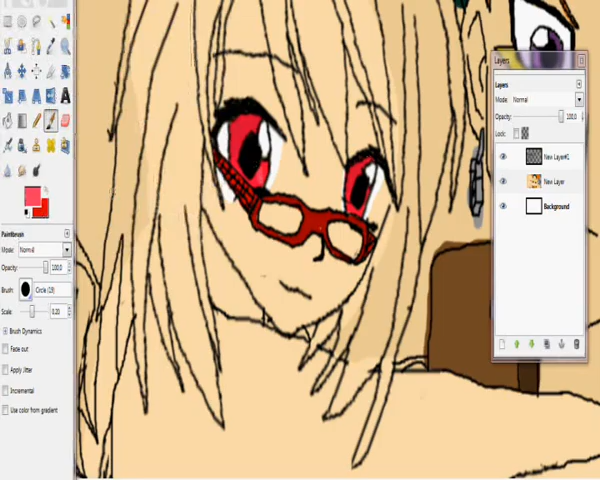 Paintbrush
Mode: Normal
Opacity: 100.0
Brush: Circle (19)
Scale: 0.20
Brush Dynamics
Fade out
Apply Jitter
Incremental
Use color from gradient
Layers
Layers
Mode: Normal
Opacity: 100.0
Lock:
New Layer#1
New Layer
Background